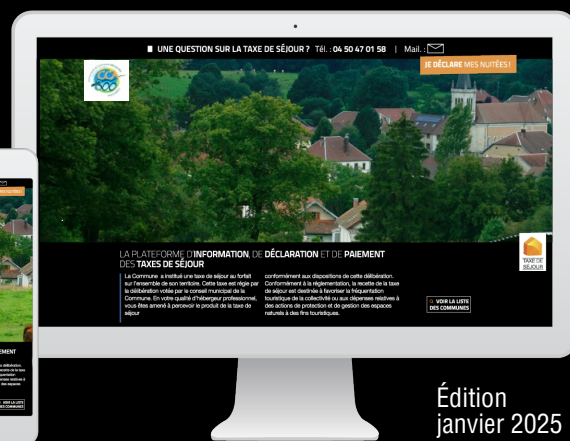 UNE QUESTION SUR LA TAXE DE SÉJOUR ? Tél. : 04 50 47 01 58 | Mail. :
JE DÉCLARE MES NUITÉES !
LA PLATEFORME D'INFORMATION, DE DÉCLARATION ET DE PAIEMENT
DES TAXES DE SÉJOUR
La Commune a institué une taxe de séjour au forfait
sur l'ensemble de son territoire. Cette taxe est régie par
la délibération votée par le conseil municipal de la
Commune. En votre qualité d'hébergeur professionnel,
vous êtes amené à percevoir le produit de la taxe de
séjour
conformément aux dispositions de cette délibération.
Conformément à la réglementation, la recette de la taxe
de séjour est destinée à favoriser la fréquentation
touristique de la collectivité ou aux dépenses relatives à
des actions de protection et de gestion des espaces
naturels à des fins touristiques.
TAXE DE
SÉJOUR
VOIR LA LISTE
DES COMMUNES
EMENT
VOIR LA LISTE
DES COMMUNES
Édition
janvier 2025